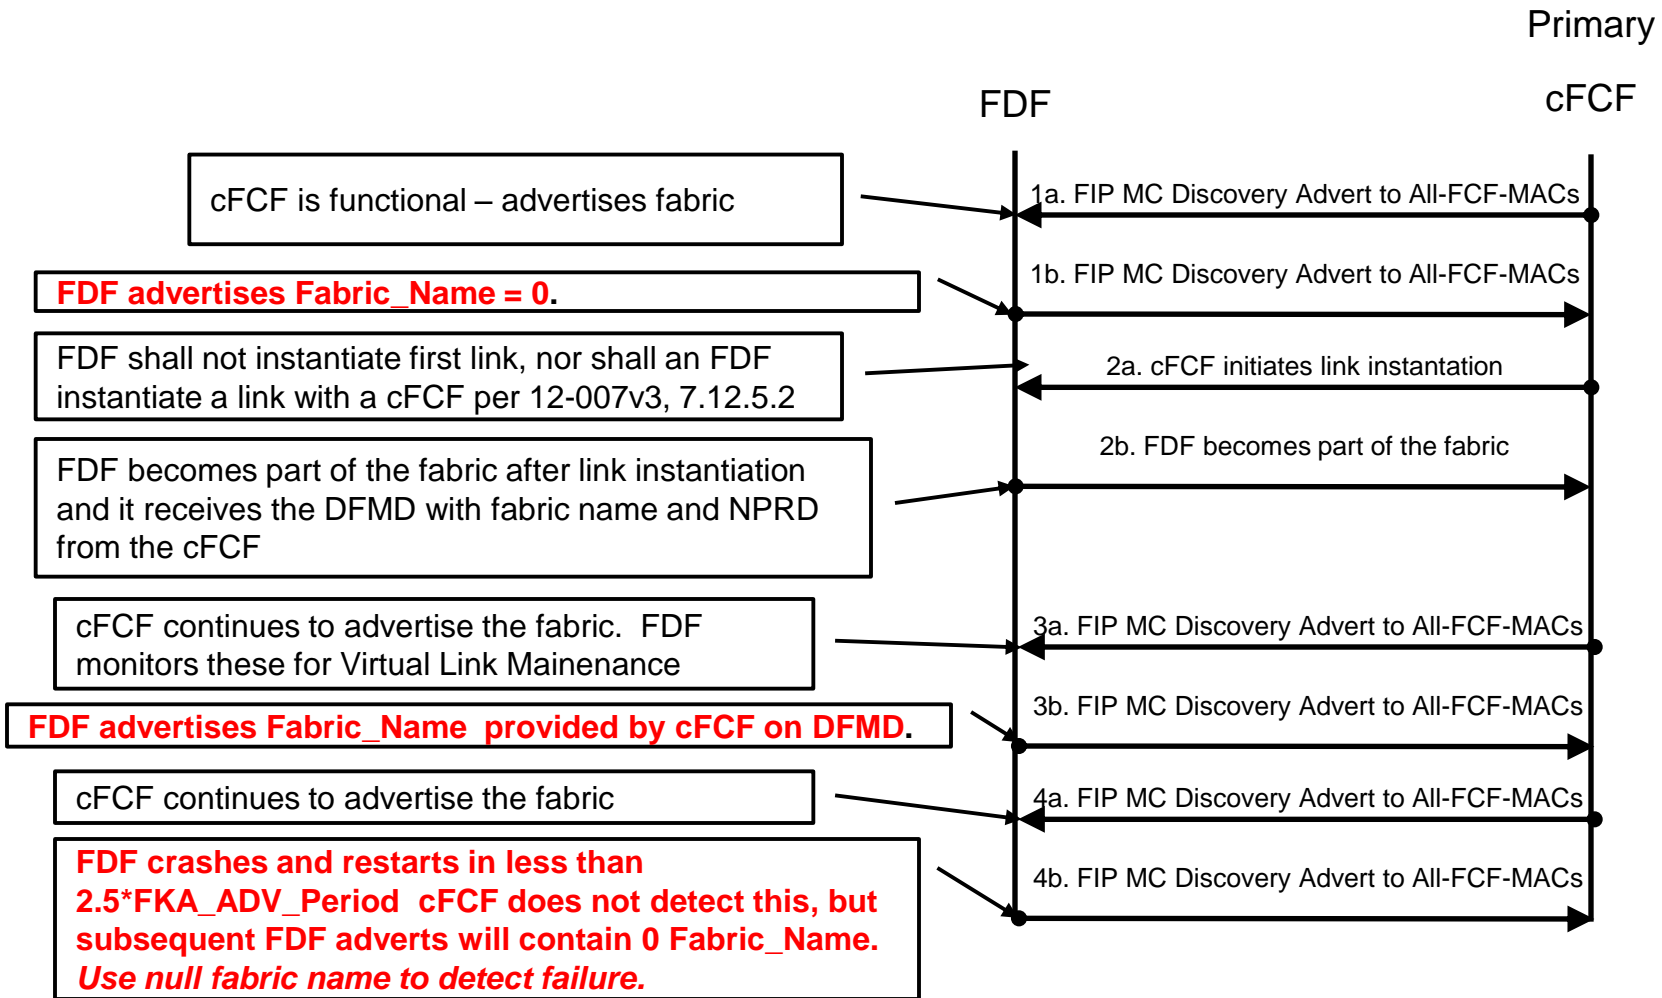 Primary
FDF
cFCF
cFCF is functional – advertises fabric
1a. FIP MC Discovery Advert to All-FCF-MACs
FDF advertises Fabric_Name = 0.
1b. FIP MC Discovery Advert to All-FCF-MACs
FDF shall not instantiate first link, nor shall an FDF
instantiate a link with a cFCF per 12-007v3, 7.12.5.2
2a. cFCF initiates link instantation
FDF becomes part of the fabric after link instantiation
and it receives the DFMD with fabric name and NPRD
from the cFCF
2b. FDF becomes part of the fabric
cFCF continues to advertise the fabric.  FDF
monitors these for Virtual Link Mainenance
3a. FIP MC Discovery Advert to All-FCF-MACs
FDF advertises Fabric_Name  provided by cFCF on DFMD.
3b. FIP MC Discovery Advert to All-FCF-MACs
cFCF continues to advertise the fabric
4a. FIP MC Discovery Advert to All-FCF-MACs
FDF crashes and restarts in less than
2.5*FKA_ADV_Period  cFCF does not detect this, but
subsequent FDF adverts will contain 0 Fabric_Name.
Use null fabric name to detect failure.
4b. FIP MC Discovery Advert to All-FCF-MACs